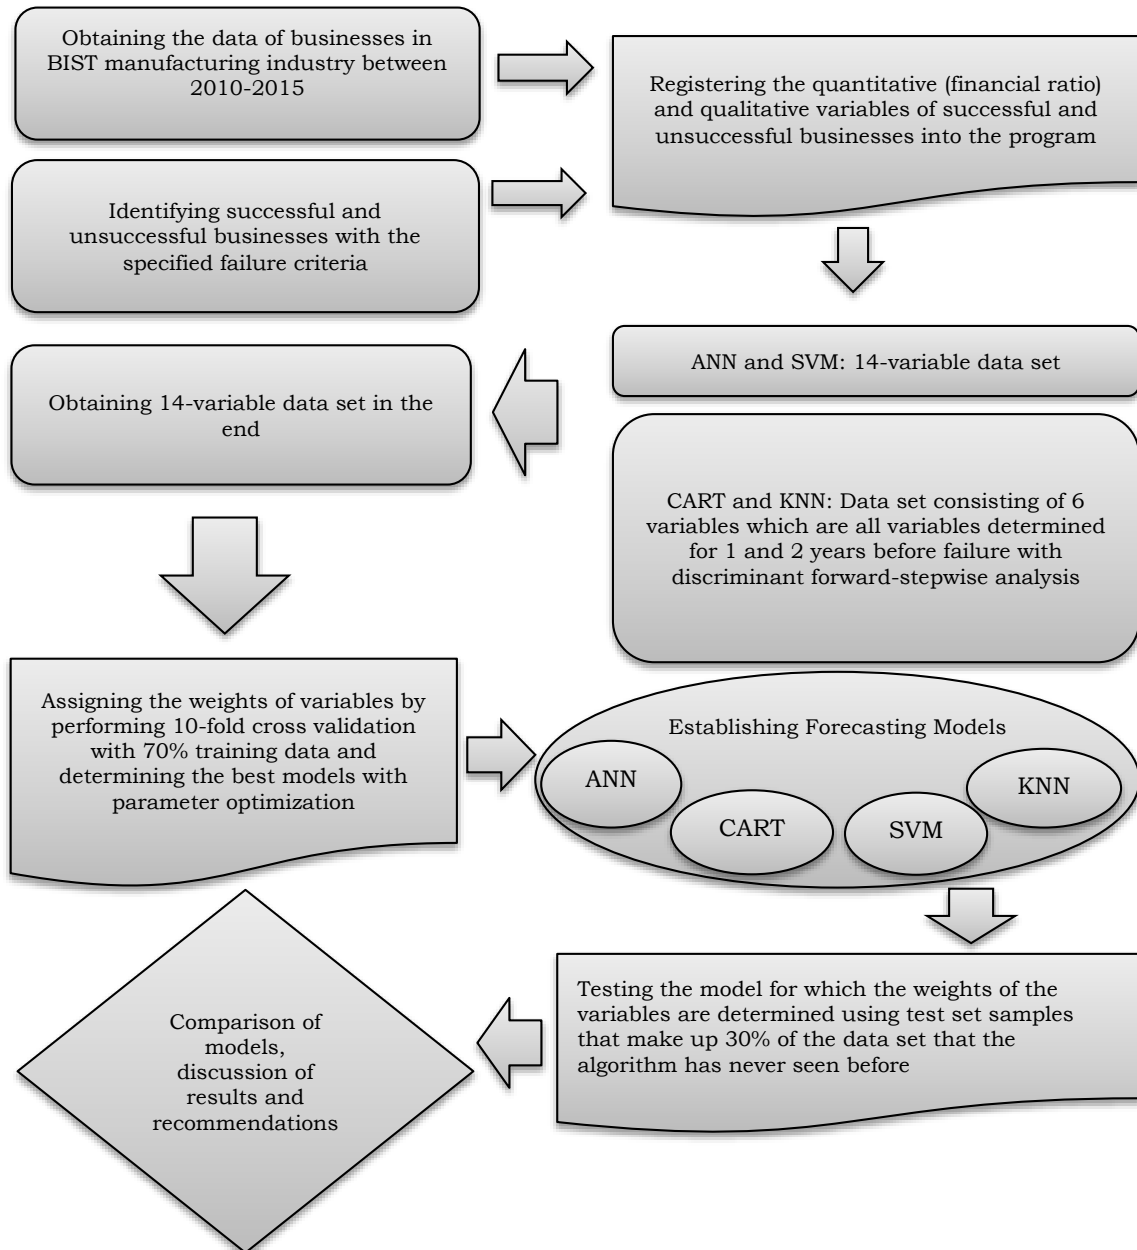 Obtaining the data of businesses in
BIST manufacturing industry between
2010-2015
Registering the quantitative (financial ratio)
and qualitative variables of successful and
unsuccessful businesses into the program
Identifying successful and
unsuccessful businesses with the
specified failure criteria
ANN and SVM: 14-variable data set
Obtaining 14-variable data set in the
end
CART and KNN: Data set consisting of 6
variables which are all variables determined
for 1 and 2 years before failure with
discriminant forward-stepwise analysis
Assigning the weights of variables by
performing 10-fold cross validation
with 70% training data and
determining the best models with
parameter optimization
Establishing Forecasting Models
ANN
CART
SVM
KNN
Testing the model for which the weights of the
variables are determined using test set samples
that make up 30% of the data set that the
algorithm has never seen before
Comparison of
models,
discussion of
results and
recommendations